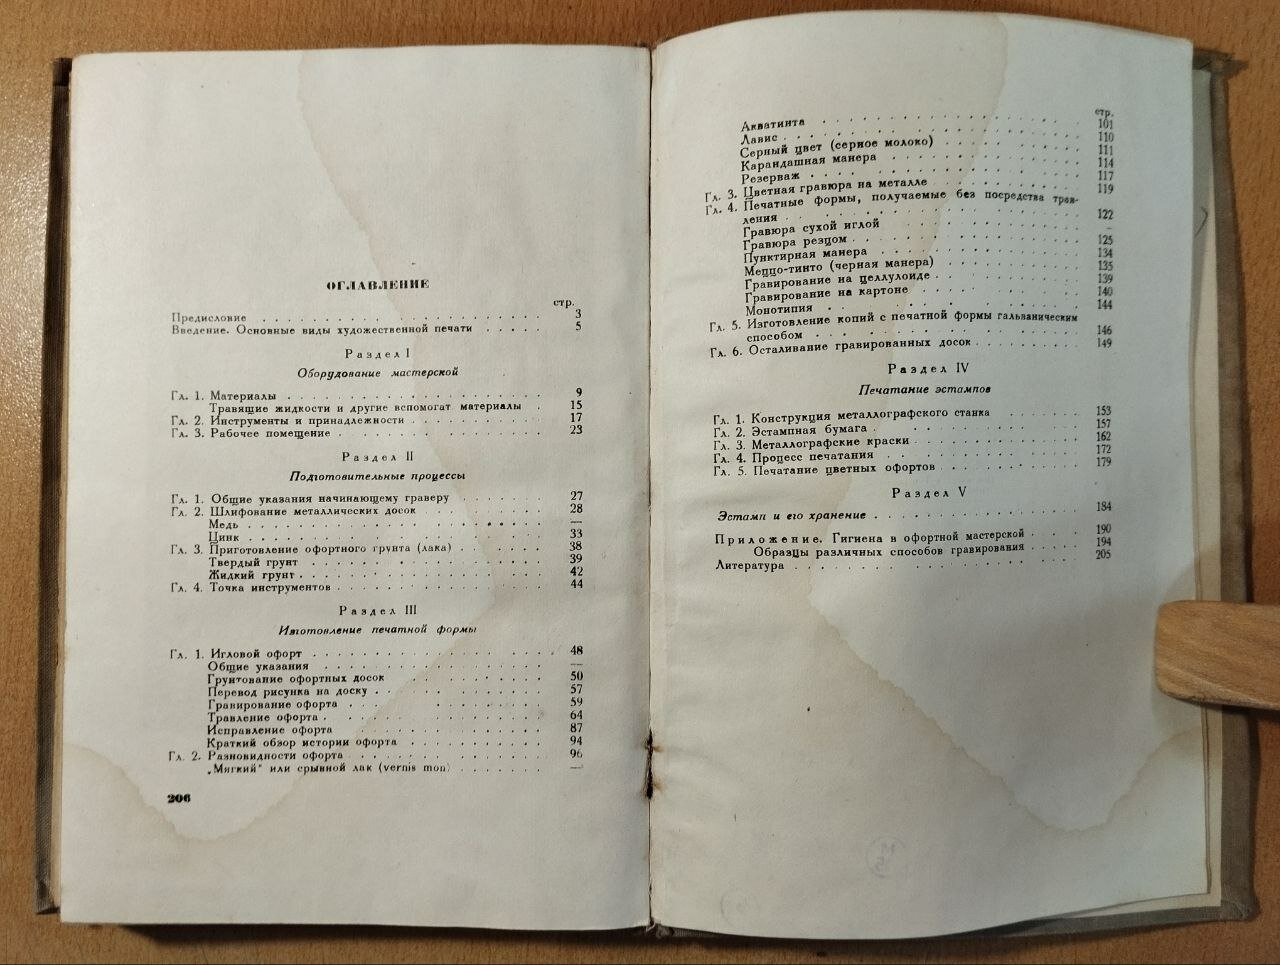 ОГЛАВЛЕНИЕ
стр.
Предисловие . . . . . . . . . . . . . . . . . . 3
Введение. Основные виды художественной печати . . . . . 5
Раздел I
Оборудование мастерской
Гл. 1. Материалы . . . . . . . . . . . . . . . . 9
Травящие жидкости и другие вспомогат материалы . 15
Гл. 2. Инструменты и принадлежности . . . . . . . . 17
Гл. 3. Рабочее помещение . . . . . . . . . . . . 23
Раздел II
Подготовительные процессы
Гл. 1. Общие указания начинающему граверу . . . . . . 27
Гл. 2. Шлифование металлических досок . . . . . . . 28
Медь . . . . . . . . . . . . . . . . . —
Цинк . . . . . . . . . . . . . . . . . 33
Гл. 3. Приготовление офортного грунта (лака) . . . . . . 38
Твердый грунт . . . . . . . . . . . . . . 39
Жидкий грунт . . . . . . . . . . . . . . 42
Гл. 4. Точка инструментов . . . . . . . . . . . . 44
Раздел III
Изготовление печатной формы
Гл. 1. Игловой офорт . . . . . . . . . . . . . . 48
Общие указания . . . . . . . . . . . . . —
Грунтование офортных досок . . . . . . . . . 50
Перевод рисунка на доску . . . . . . . . . . 57
Гравирование офорта . . . . . . . . . . . . 59
Травление офорта . . . . . . . . . . . . . 64
Исправление офорта . . . . . . . . . . . . 87
Краткий обзор истории офорта . . . . . . . . . 94
Гл. 2. Разновидности офорта . . . . . . . . . . . . 96
„Мягкий" или срывной лак (vernis mou) . . . . . . . —
206
стр.
Акватинта . . . . . . . . . . . . . . . 101
Лавис . . . . . . . . . . . . . . . . . 110
Серный цвет (серное молоко) . . . . . . . . . 111
Карандашная манера . . . . . . . . . . . . 114
Резерваж . . . . . . . . . . . . . . . . 117
Гл. 3. Цветная гравюра на металле . . . . . . . . . 119
Гл. 4. Печатные формы, получаемые без посредства трав-
ления . . . . . . . . . . . . . . . . . 122
Гравюра сухой иглой . . . . . . . . . . . . –
Гравюра резцом . . . . . . . . . . . . . 125
Пунктирная манера . . . . . . . . . . . . 134
Меццо-тинто (черная манера) . . . . . . . . . 135
Гравирование на целлулоиде . . . . . . . . . 139
Гравирование на картоне . . . . . . . . . . 140
Монотипия . . . . . . . . . . . . . . . 144
Гл. 5. Изготовление копий с печатной формы гальваническим
способом . . . . . . . . . . . . . . . . 146
Гл. 6. Осталивание гравированных досок . . . . . . . . 149
Раздел IV
Печатание эстампов
Гл. 1. Конструкция металлографского станка . . . . . . 153
Гл. 2. Эстампная бумага . . . . . . . . . . . . . 157
Гл. 3. Металлографские краски . . . . . . . . . . . 162
Гл. 4. Процесс печатания . . . . . . . . . . . . . 172
Гл. 5. Печатание цветных офортов . . . . . . . . . . 179
Раздел V
Эстамп и его хранение . . . . . . . . . . . . . . 184
Приложение. Гигиена в офортной мастерской . . . 190
Образцы различных способов гравирования . . . . . 194
Литература . . . . . . . . . . . . . . . . . . 205